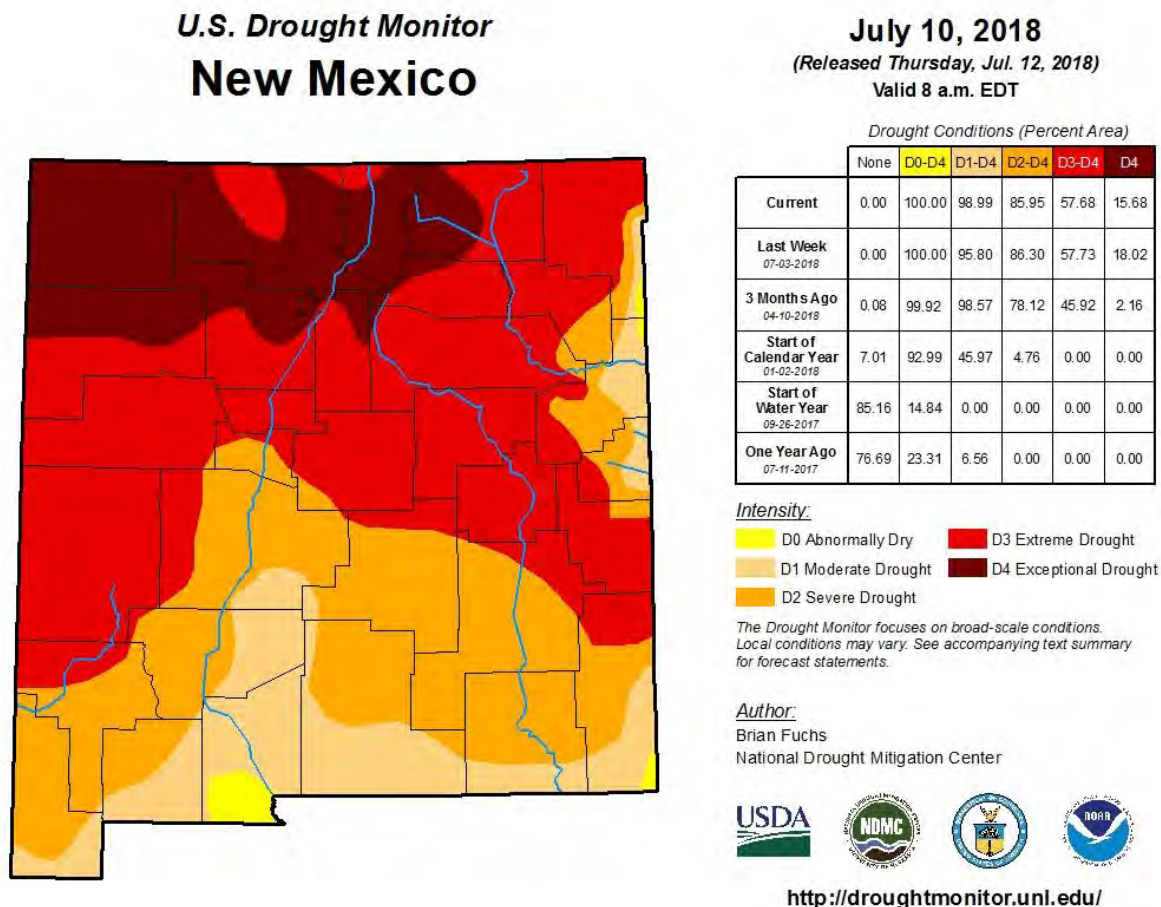 U.S. Drought Monitor
New Mexico
July 10, 2018
(Released Thursday, Jul. 12, 2018)
Valid 8 a.m. EDT
Drought Conditions (Percent Area)
None D0-D4 D1-D4 D2-D4 D3-D4 D4
Current 0.00 100.00 98.99 85.95 57.68 15.68
Last Week
07-03-2018
0.00 100.00 95.80 86.30 57.73 18.02
3 Months Ago
04-10-2018
0.08 99.92 98.57 78.12 45.92 2.16
Start of
Calendar Year
01-02-2018
7.01 92.99 45.97 4.76 0.00 0.00
Start of
Water Year
09-26-2017
85.16 14.84 0.00 0.00 0.00 0.00
One Year Ago
07-11-2017
76.69 23.31 6.56 0.00 0.00 0.00
Intensity:
D0 Abnormally Dry
D1 Moderate Drought
D2 Severe Drought
D3 Extreme Drought
D4 Exceptional Drought
The Drought Monitor focuses on broad-scale conditions.
Local conditions may vary. See accompanying text summary
for forecast statements.
Author:
Brian Fuchs
National Drought Mitigation Center
USDA
NDMC
NOAA
http://droughtmonitor.unl.edu/